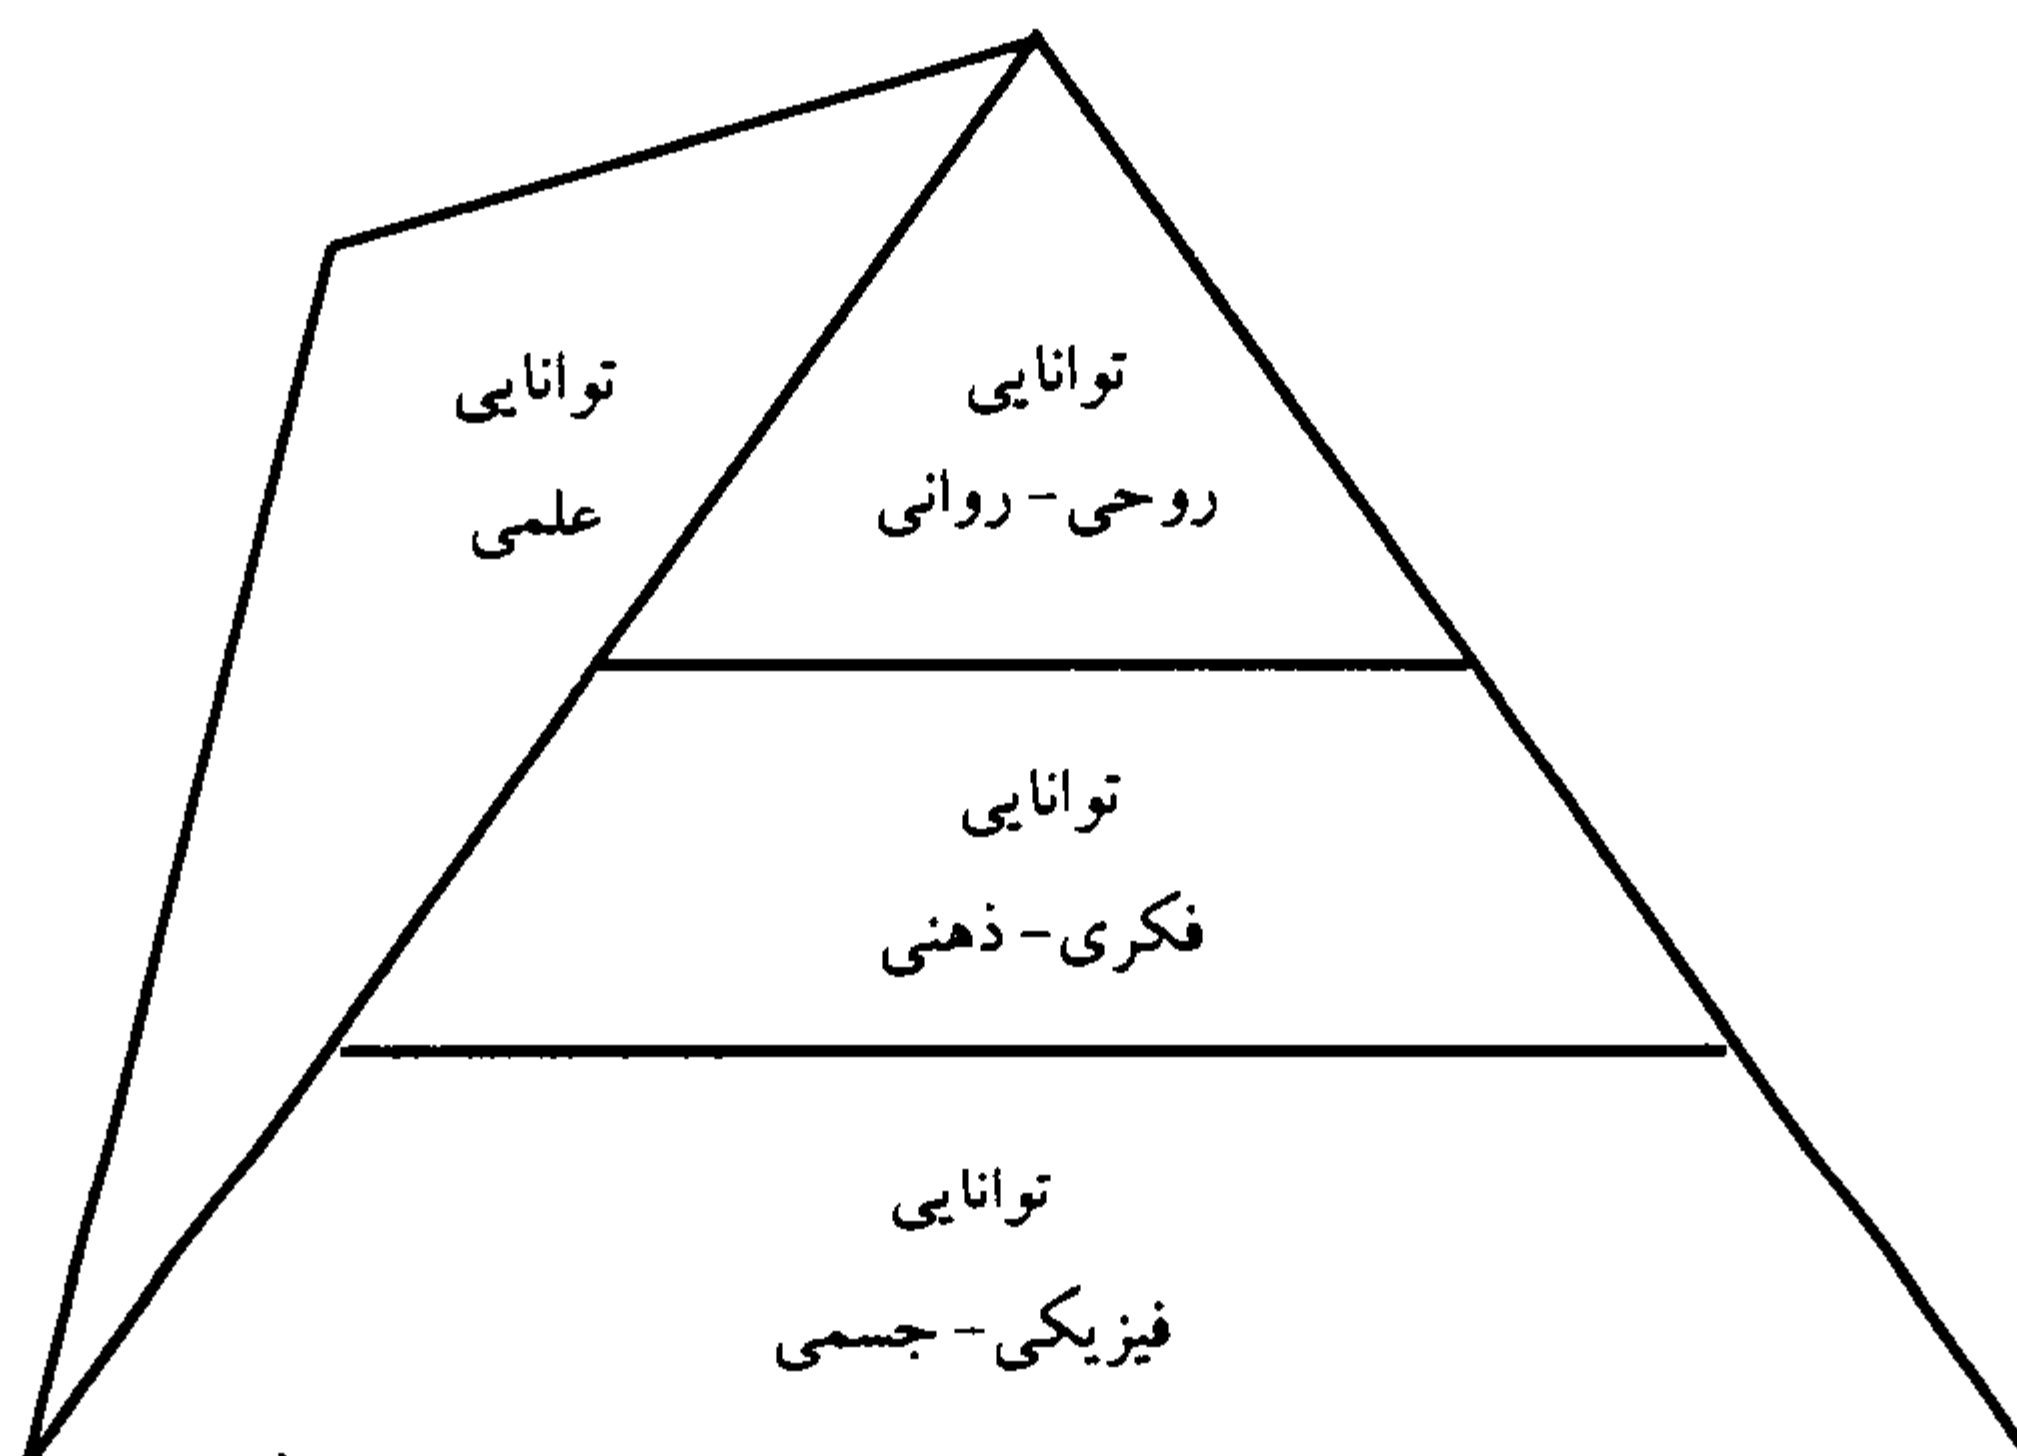 توانایی
روحی - روانی
توانایی
علمی
توانایی
فکری - ذهنی
توانایی
فیزیکی - جسمی